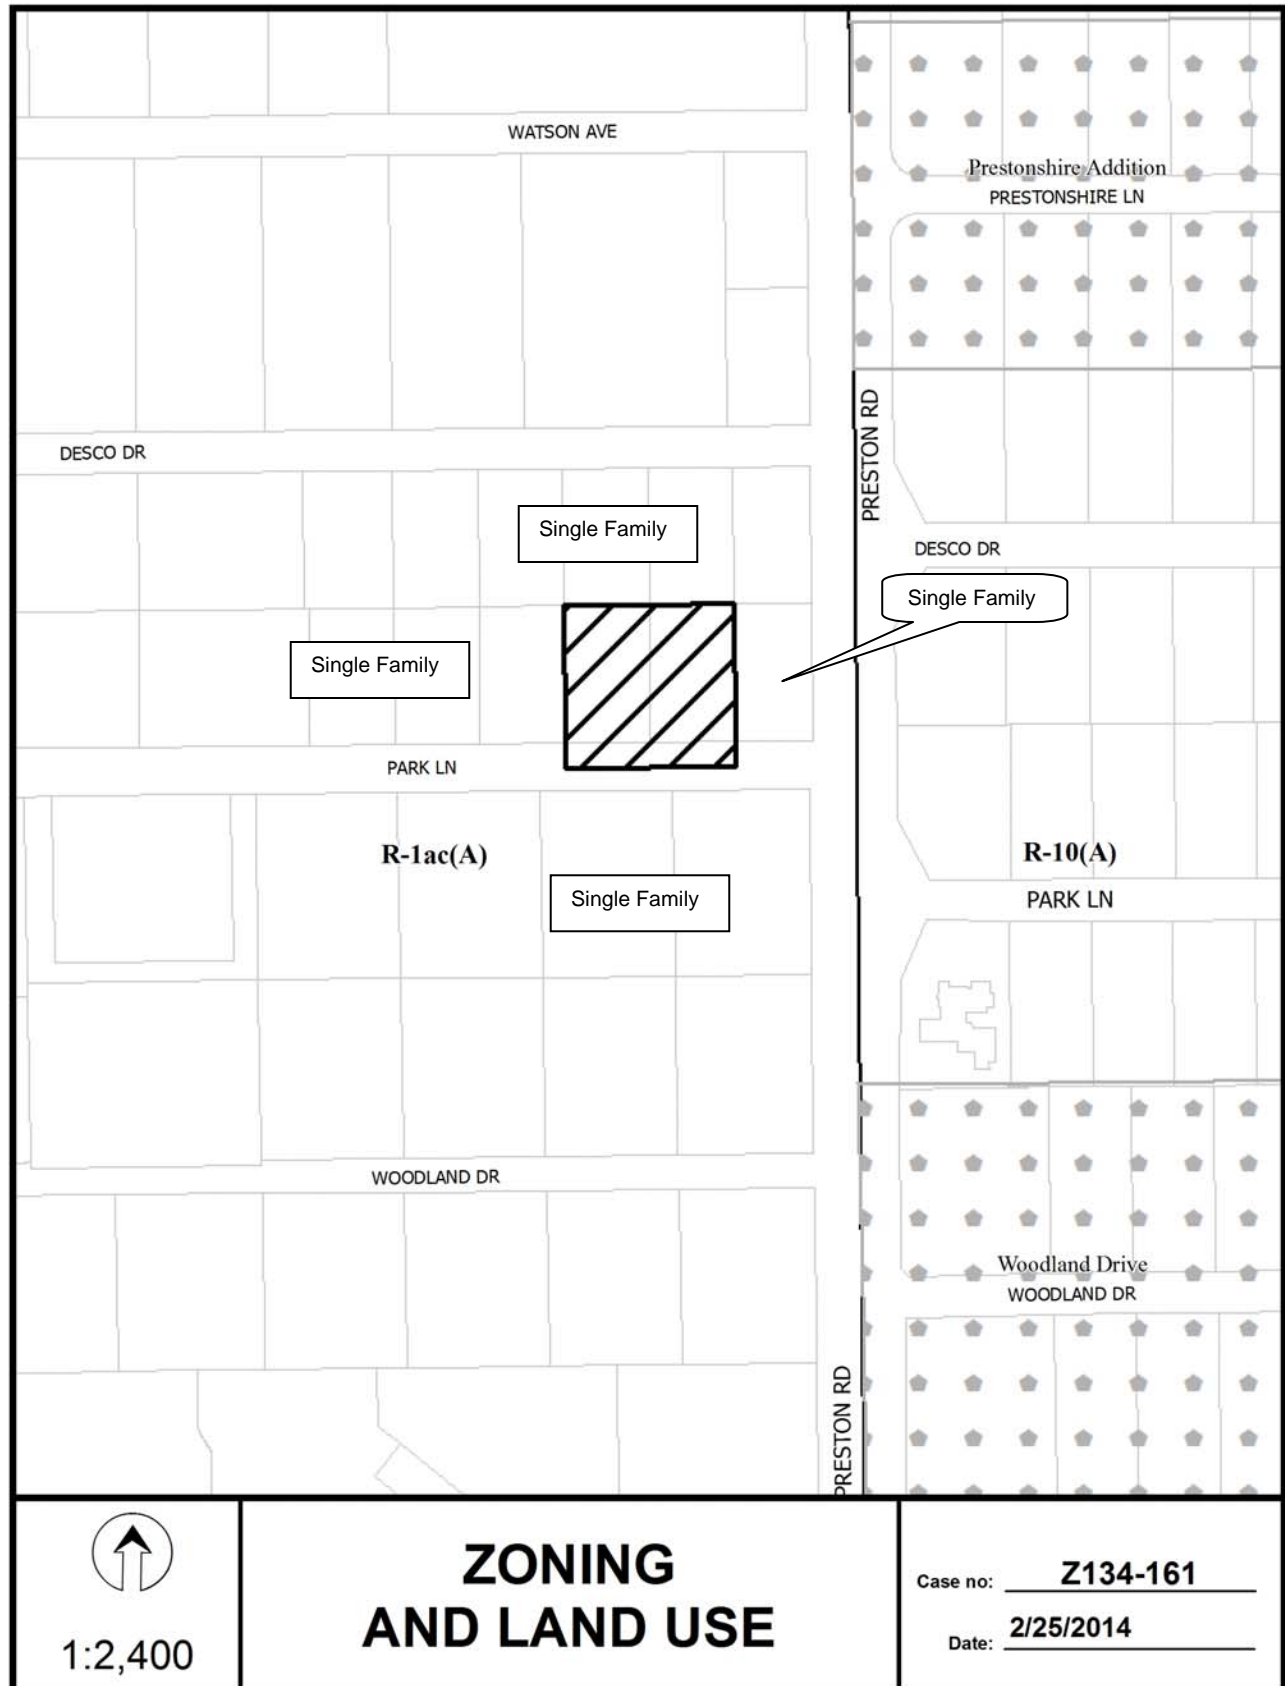 WATSON AVE
Prestonshire Addition
PRESTONSHIRE LN
DESCO DR
PRESTON RD
Single Family
DESCO DR
Single Family
Single Family
PARK LN
R-1ac(A)
R-10(A)
Single Family
PARK LN
WOODLAND DR
Woodland Drive
WOODLAND DR
PRESTON RD
1:2,400
ZONING
AND LAND USE
Case no: Z134-161
Date: 2/25/2014